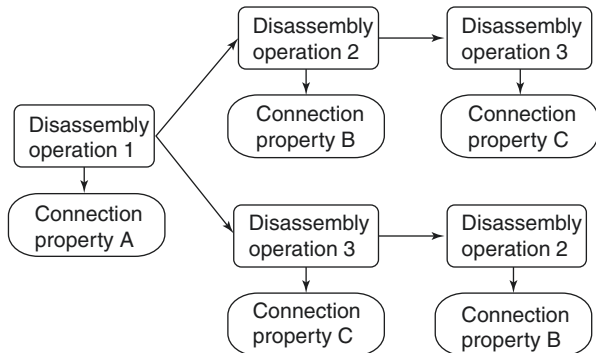 Disassembly
operation 2
Disassembly
operation 3
Connection
property B
Connection
property C
Disassembly
operation 1
Connection
property A
Disassembly
operation 3
Disassembly
operation 2
Connection
property C
Connection
property B